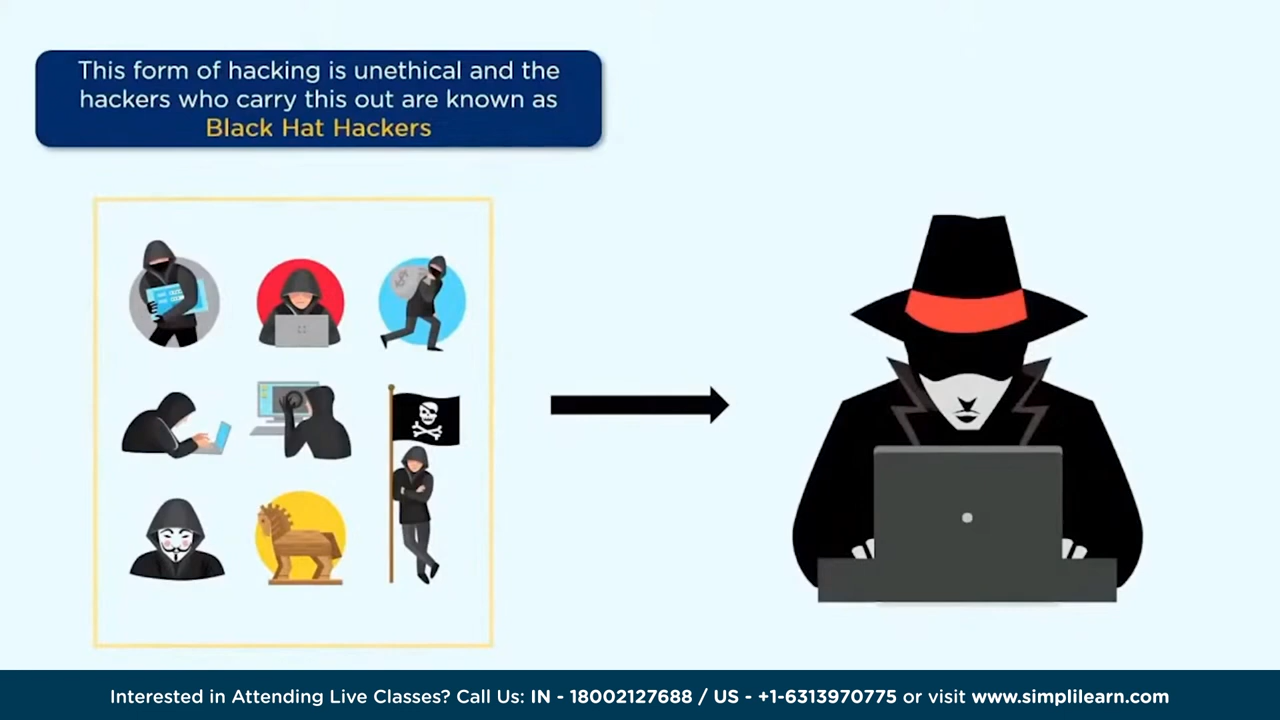 This form of hacking is unethical and the
hackers who carry this out are known as
Black Hat Hackers
Interested in Attending Live Classes? Call Us: IN - 18002127688 / US - +1-6313970775 or visit www.simplilearn.com